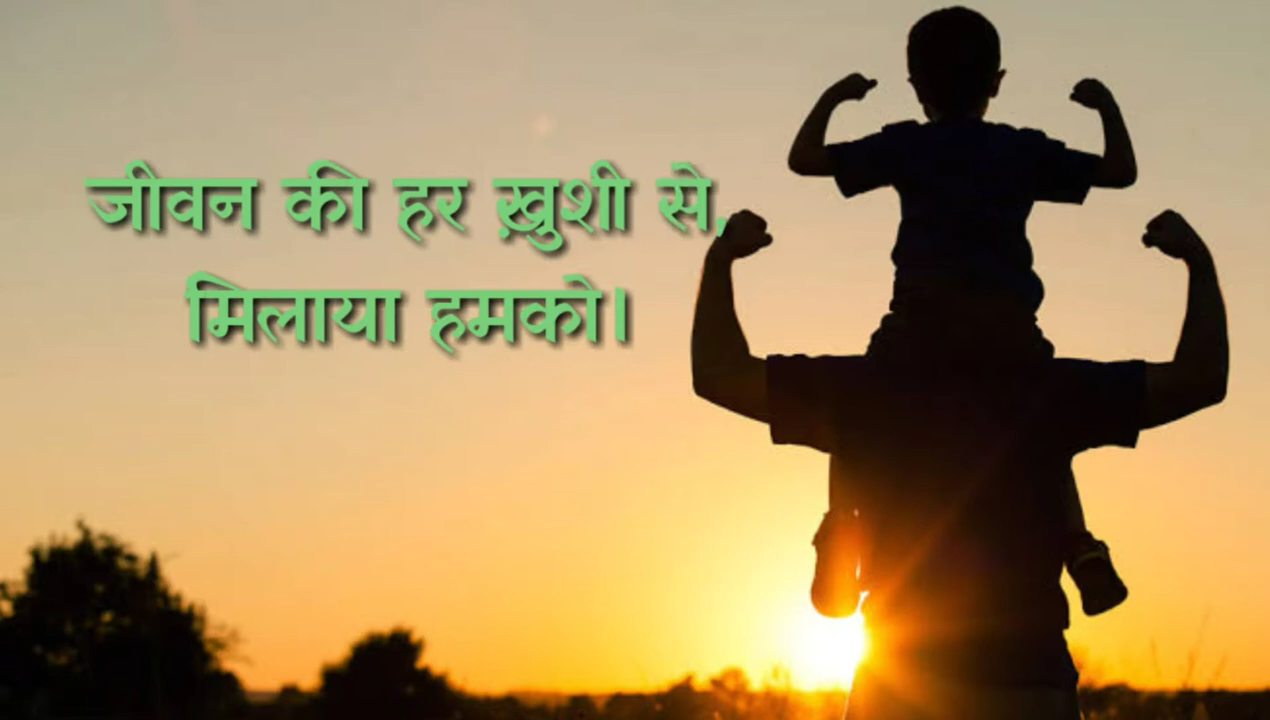 जीवन की हर ख़ुशी से,
मिलाया हमको।